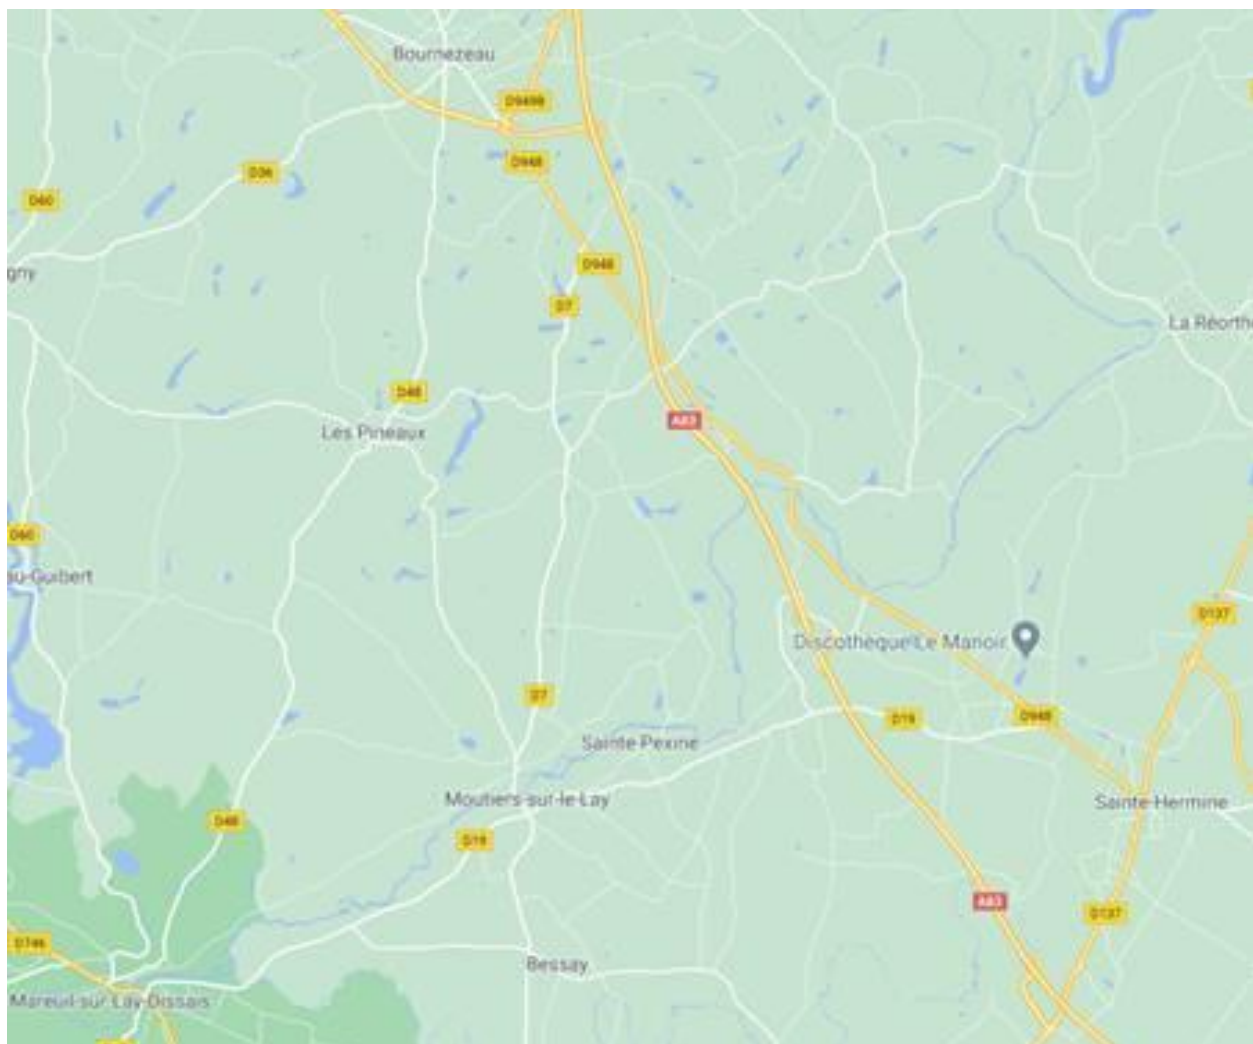 Bournezeau
D949B
D948
D36
D60
D948
gny
D7
La Réorthe
D48
A83
Les Pineaux
D60
au-Guibert
D137
Discothèque Le Manoir
D7
D19
D948
Sainte-Pexine
Moutiers-sur-le-Lay
Sainte-Hermine
D48
D19
A83
D137
D746
Bessay
Mareuil-sur-Lay-Dissais